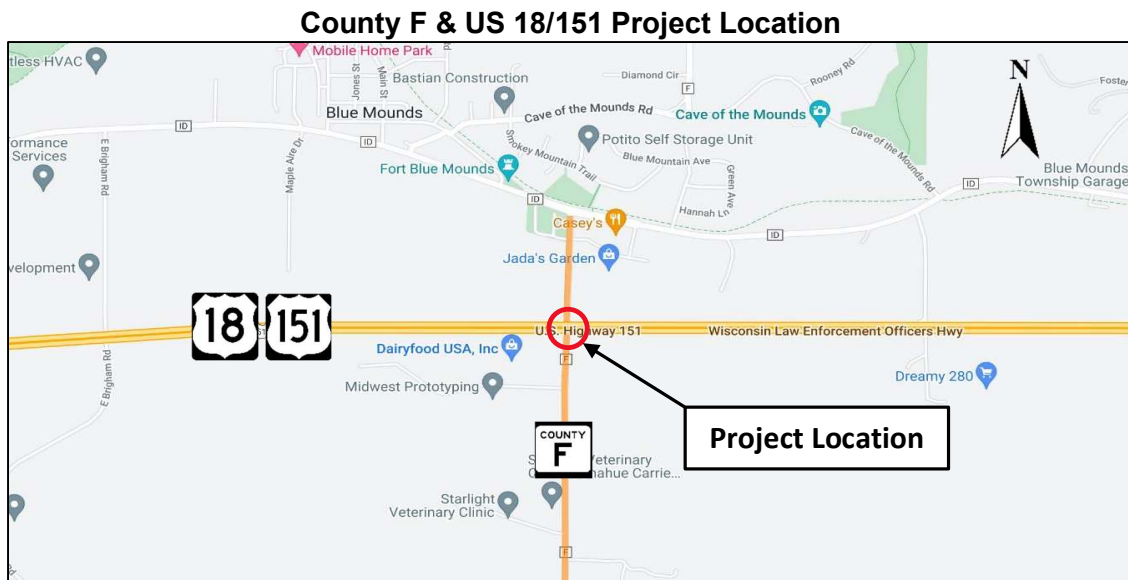 County F & US 18/151 Project Location
Mobile Home Park
tless HVAC
Bastian Construction
Jones St
Main St
Diamond Cir
Rooney Rd
Foster
N
F
Blue Mounds
Cave of the Mounds Rd
Cave of the Mounds
ID
Potito Self Storage Unit
ormance
Services
E Brigham Rd
Maple Aire Dr
Smokey Mountain Trail
Blue Mountain Ave
Green Ave
Cave of the Mounds Rd
Blue Mounds
Township Garage
Fort Blue Mounds
ID
ID
Hannah Ln
Casey's
ID
Jada's Garden
velopment
18
151
U.S. Highway 151
Wisconsin Law Enforcement Officers Hwy
Dairyfood USA, Inc
F
E Brigham Rd
Midwest Prototyping
Dreamy 280
Project Location
COUNTY
F
S
eterinary
nahue Carrie...
Starlight
Veterinary Clinic
F